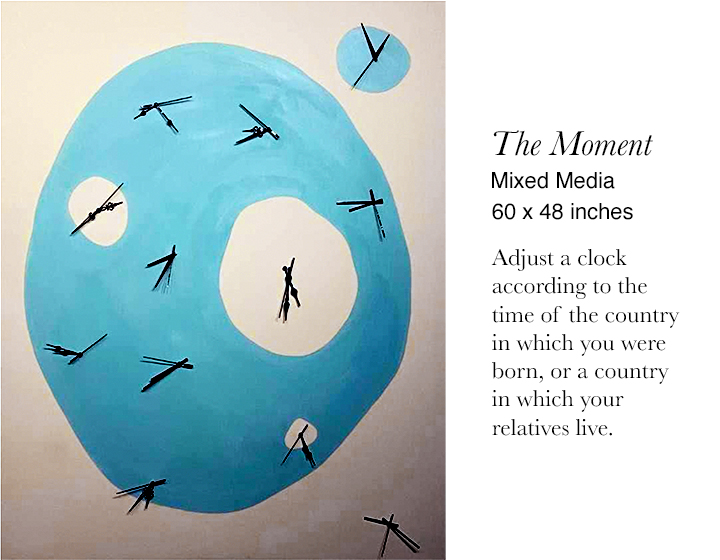 The Moment
Mixed Media
60 x 48 inches
Adjust a clock
according to the
time of the country
in which you were
born, or a country
in which your
relatives live.